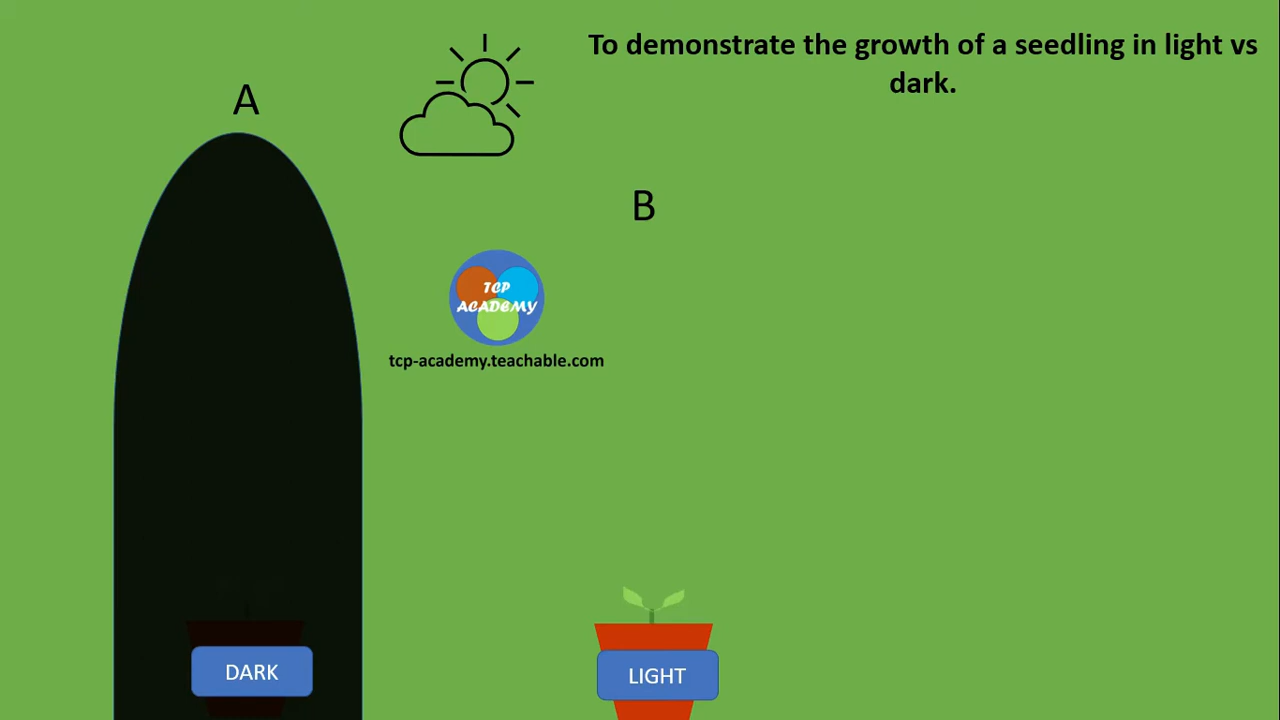 To demonstrate the growth of a seedling in light vs
dark.
A
B
TCP
ACADEMY
tcp-academy.teachable.com
DARK
LIGHT